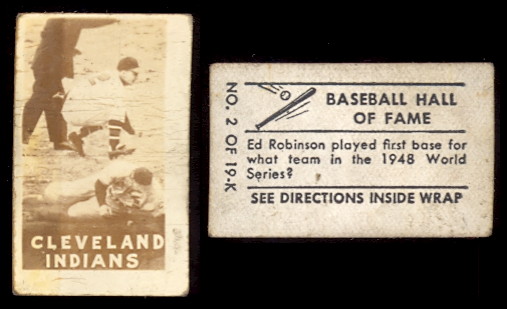 CLEVELAND
INDIANS
NO. 2 OF 19-K
BASEBALL HALL
OF FAME
Ed Robinson played first base for
what team in the 1948 World
Series?
SEE DIRECTIONS INSIDE WRAP